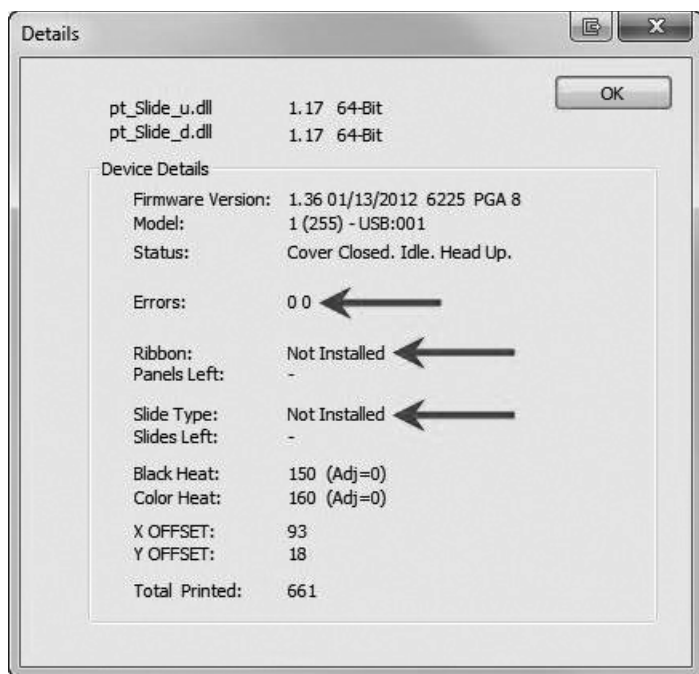 Details
OK
pt_Slide_u.dll 1.17 64-Bit
pt_Slide_d.dll 1.17 64-Bit
Device Details
Firmware Version: 1.36 01/13/2012 6225 PGA 8
Model: 1 (255) - USB:001
Status: Cover Closed. Idle. Head Up.
Errors: 0 0
Ribbon: Not Installed
Panels Left: -
Slide Type: Not Installed
Slides Left: -
Black Heat: 150 (Adj=0)
Color Heat: 160 (Adj=0)
X OFFSET: 93
Y OFFSET: 18
Total Printed: 661